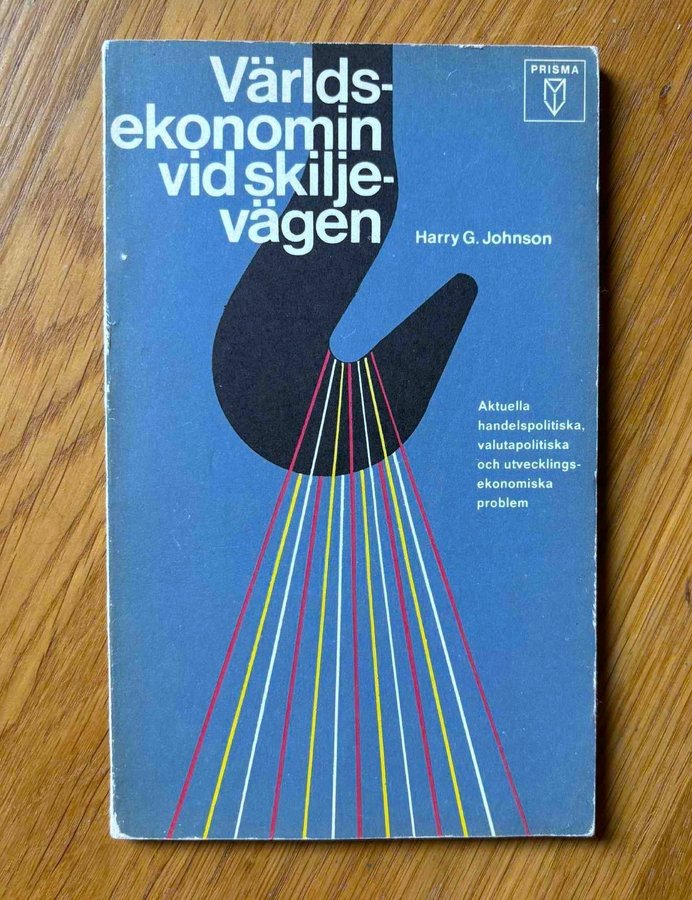 Världs-
ekonomin
vid skilje-
vägen
PRISMA
Harry G. Johnson
Aktuella
handelspolitiska,
valutapolitiska
och utvecklings-
ekonomiska
problem